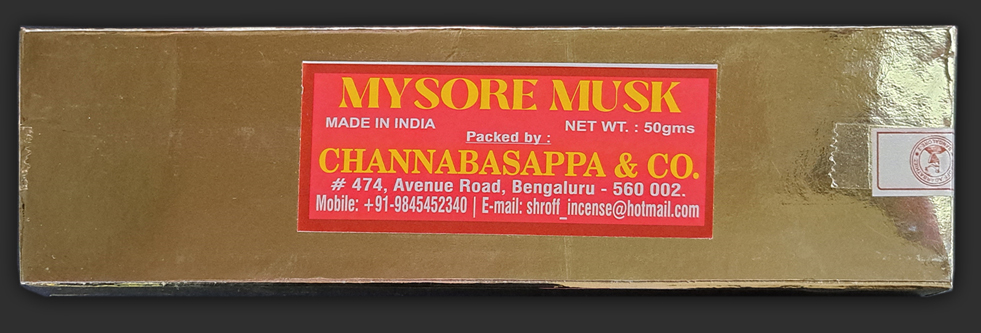 MYSORE MUSK
MADE IN INDIA NET WT. : 50gms
Packed by :
CHANNABASAPPA & CO.
# 474, Avenue Road, Bengaluru - 560 002.
Mobile: +91-9845452340 | E-mail: shroff_incense@hotmail.com